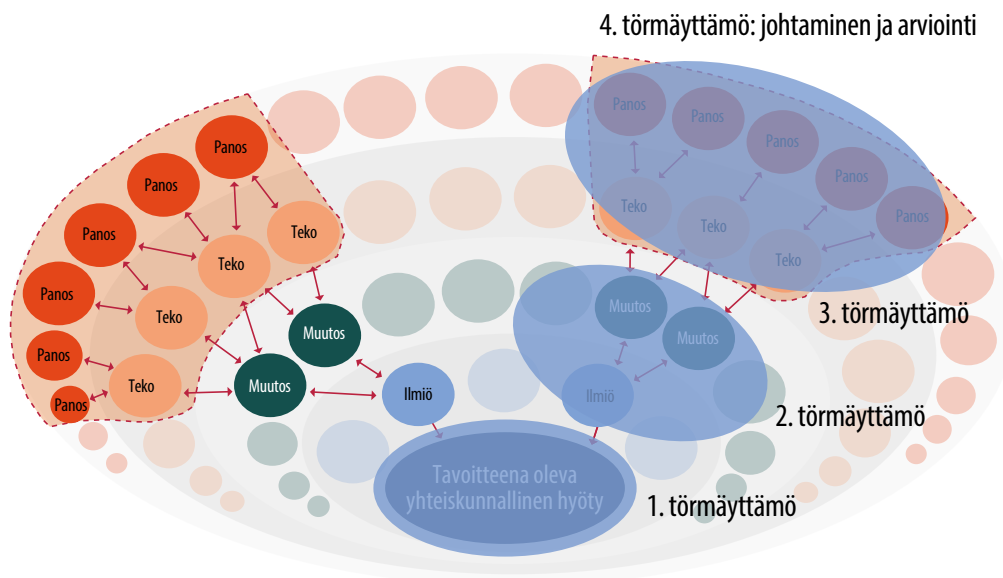 4. törmäyttämö: johtaminen ja arviointi
Panos
Panos
Panos
Panos
Panos
Panos
Panos
Panos
Panos
Panos
Panos
Teko
Teko
Teko
Teko
Teko
Teko
Teko
3. törmäyttämö
Muutos
Muutos
Muutos
Muutos
Ilmiö
Ilmiö
2. törmäyttämö
Tavoitteena oleva
yhteiskunnallinen hyöty
1. törmäyttämö